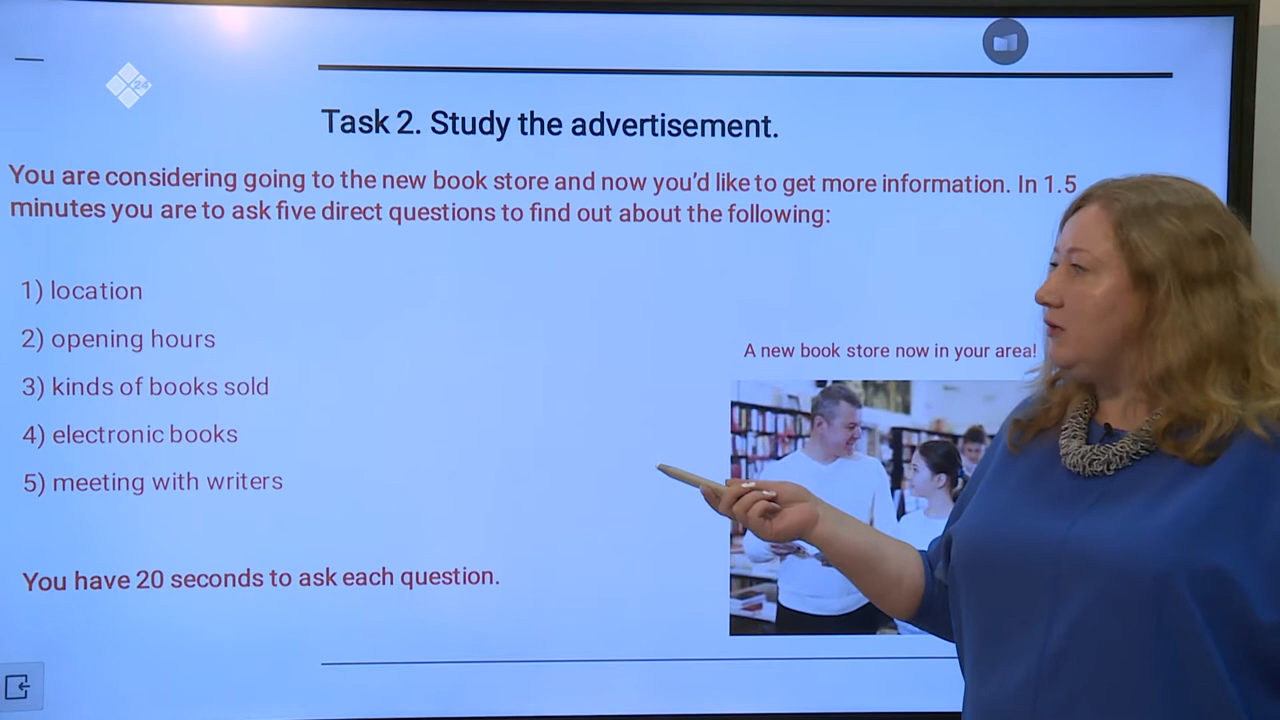 24
Task 2. Study the advertisement.
You are considering going to the new book store and now you'd like to get more information. In 1.5
minutes you are to ask five direct questions to find out about the following:
1) location
2) opening hours
3) kinds of books sold
4) electronic books
5) meeting with writers
A new book store now in your area!
You have 20 seconds to ask each question.